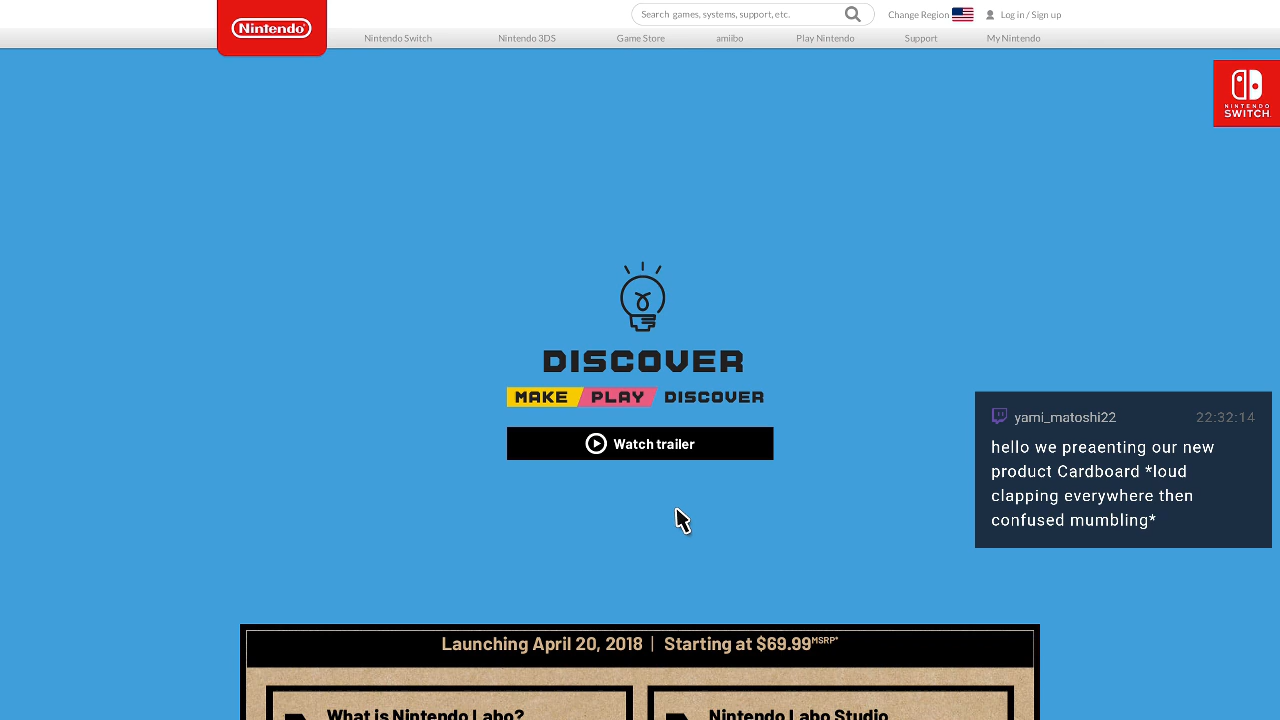 Nintendo
Search games, systems, support, etc.
Change Region
Log in / Sign up
Nintendo Switch
Nintendo 3DS
Game Store
amiibo
Play Nintendo
Support
My Nintendo
NINTENDO
SWITCH
DISCOVER
MAKE PLAY DISCOVER
Watch trailer
yami_matoshi22 22:32:14
hello we preaenting our new
product Cardboard *loud
clapping everywhere then
confused mumbling*
Launching April 20, 2018 | Starting at $69.99MSRP*
What is Nintendo Labo?
Nintendo Labo Studio